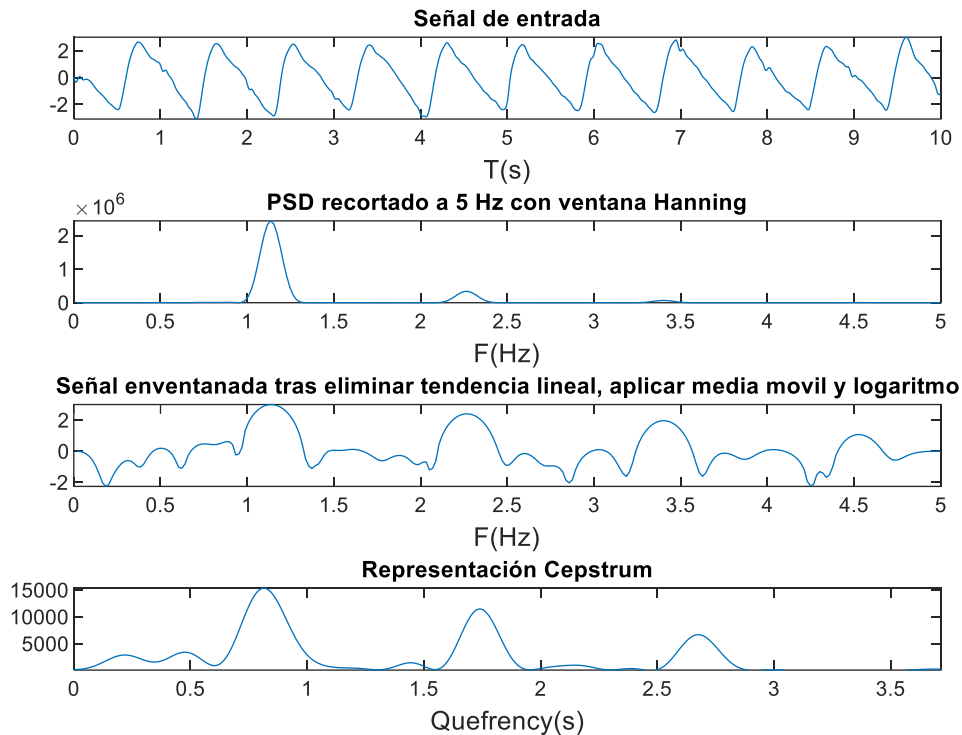 Señal de entrada
2
0
-2
0 1 2 3 4 5 6 7 8 9 10
T(s)
×10^6
PSD recortado a 5 Hz con ventana Hanning
2
1
0
0 0.5 1 1.5 2 2.5 3 3.5 4 4.5 5
F(Hz)
Señal enventanada tras eliminar tendencia lineal, aplicar media movil y logaritmo
2
0
-2
0 0.5 1 1.5 2 2.5 3 3.5 4 4.5 5
F(Hz)
Representación Cepstrum
15000
10000
5000
0 0.5 1 1.5 2 2.5 3 3.5
Quefrency(s)